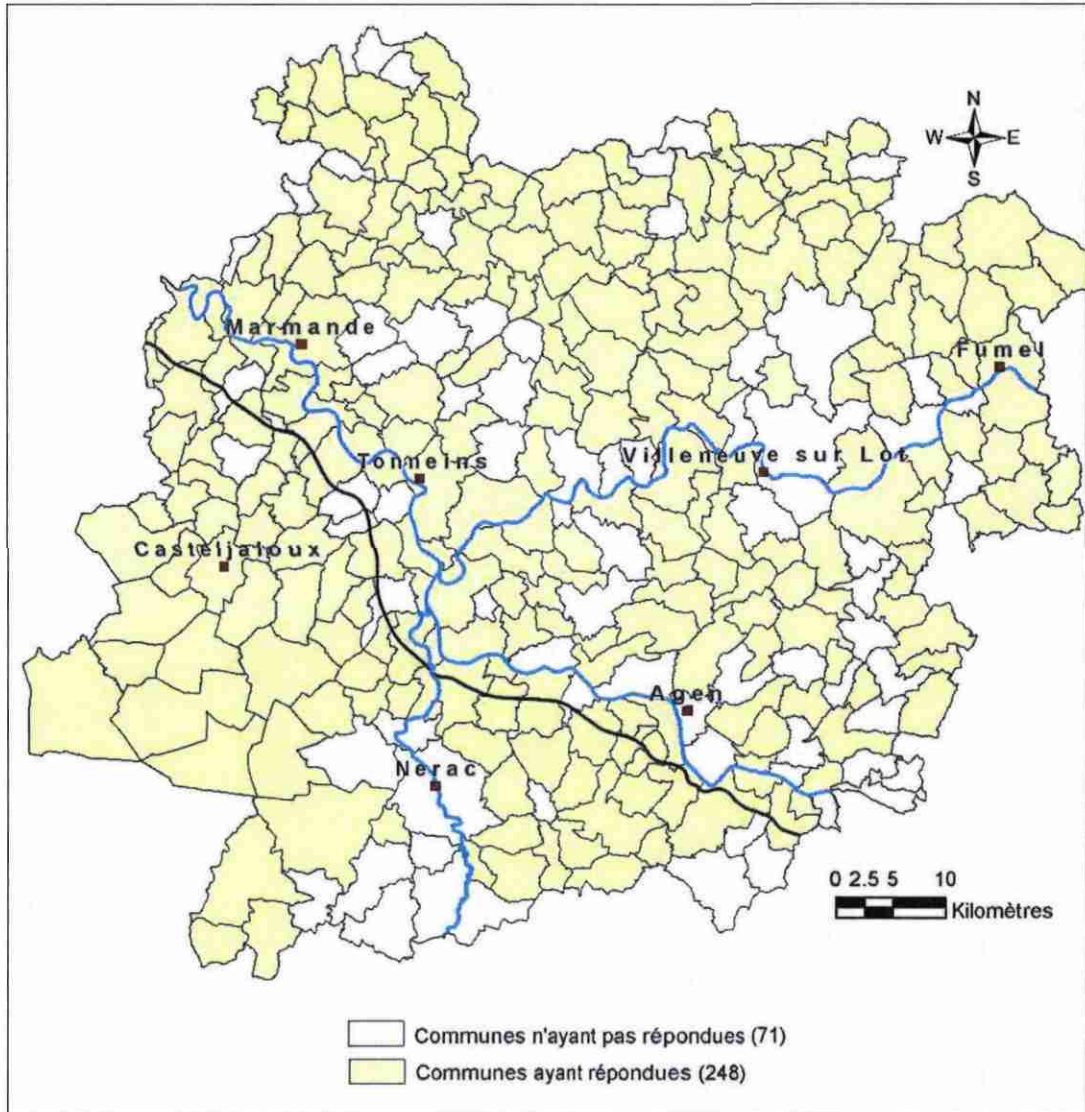 N
W E
S
Marmande
Fumel
Tonneins
Villeneuve sur Lot
Casteljaloux
Agen
Nerac
0 2.5 5 10
Kilomètres
Communes n'ayant pas répondues (71)
Communes ayant répondues (248)